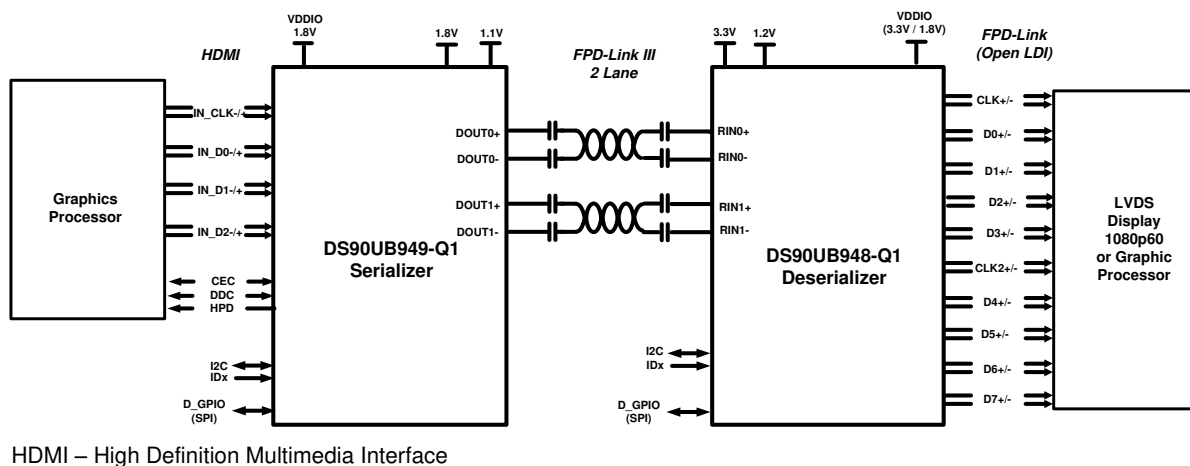 HDMI
VDDIO
1.8V
1.8V
1.1V
FPD-Link III
2 Lane
3.3V
1.2V
VDDIO
(3.3V / 1.8V)
FPD-Link
(Open LDI)
Graphics
Processor
IN_CLK-/+
IN_D0-/+
IN_D1-/+
IN_D2-/+
CEC
DDC
HPD
I2C
IDx
D_GPIO
(SPI)
DS90UB949-Q1
Serializer
DOUT0+
DOUT0-
DOUT1+
DOUT1-
RIN0+
RIN0-
RIN1+
RIN1-
DS90UB948-Q1
Deserializer
I2C
IDx
D_GPIO
(SPI)
CLK+/-
D0+/-
D1+/-
D2+/-
D3+/-
CLK2+/-
D4+/-
D5+/-
D6+/-
D7+/-
LVDS
Display
1080p60
or Graphic
Processor
HDMI – High Definition Multimedia Interface